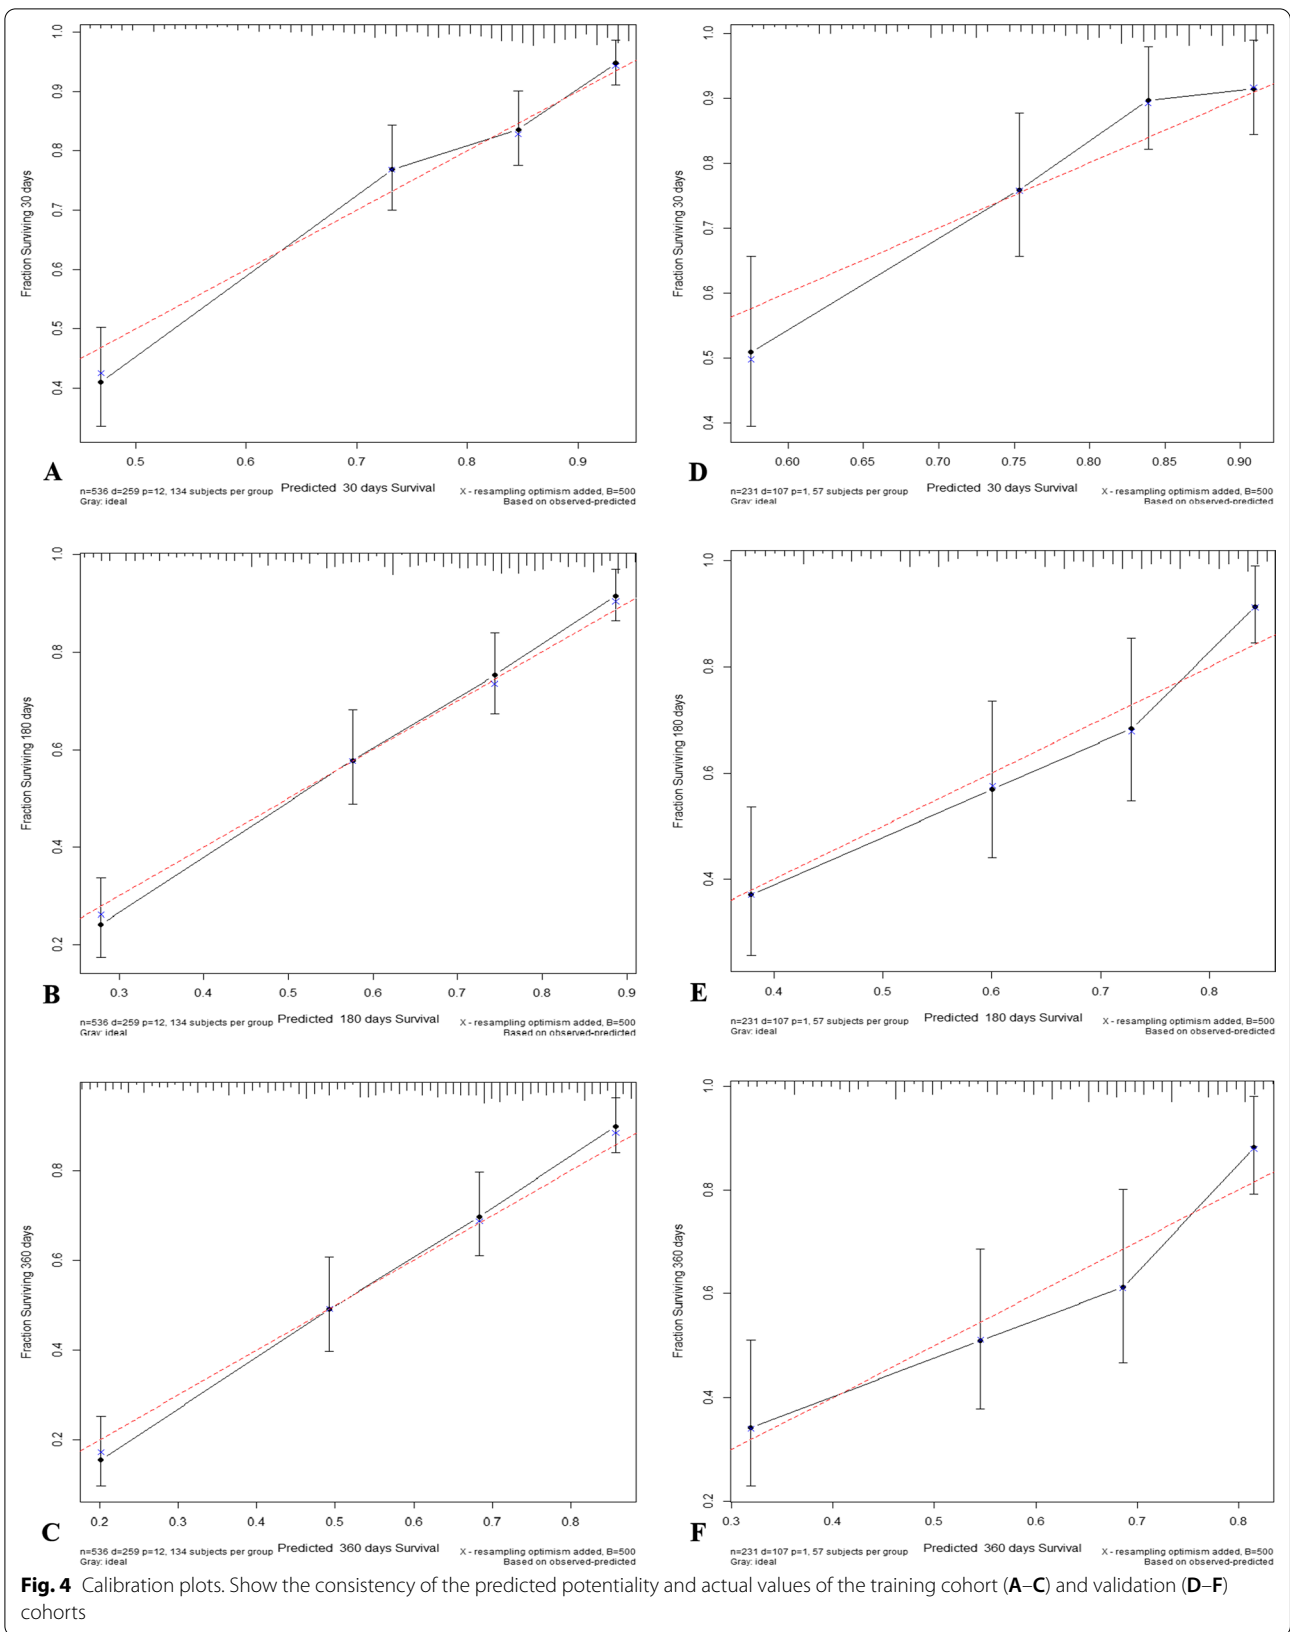 Fraction Surviving 30 days
1.0
0.9
0.8
0.7
0.6
0.5
0.4
0.5 0.6 0.7 0.8 0.9
A
n=536 d=259 p=12, 134 subjects per group Predicted 30 days Survival X - resampling optimism added, B=500
Gray: ideal Based on observed-predicted
Fraction Surviving 30 days
1.0
0.9
0.8
0.7
0.6
0.5
0.4
0.60 0.65 0.70 0.75 0.80 0.85 0.90
D
n=231 d=107 p=1, 57 subjects per group Predicted 30 days Survival X - resampling optimism added, B=500
Gray: ideal Based on observed-predicted
Fraction Surviving 180 days
1.0
0.8
0.6
0.4
0.2
0.3 0.4 0.5 0.6 0.7 0.8 0.9
B
n=536 d=259 p=12, 134 subjects per group Predicted 180 days Survival X - resampling optimism added, B=500
Gray: ideal Based on observed-predicted
Fraction Surviving 180 days
1.0
0.8
0.6
0.4
0.4 0.5 0.6 0.7 0.8
E
n=231 d=107 p=1, 57 subjects per group Predicted 180 days Survival X - resampling optimism added, B=500
Gray: ideal Based on observed-predicted
Fraction Surviving 360 days
0.8
0.6
0.4
0.2
0.2 0.3 0.4 0.5 0.6 0.7 0.8
C
n=536 d=259 p=12, 134 subjects per group Predicted 360 days Survival X - resampling optimism added, B=500
Gray: ideal Based on observed-predicted
Fraction Surviving 360 days
1.0
0.8
0.6
0.4
0.2
0.3 0.4 0.5 0.6 0.7 0.8
F
n=231 d=107 p=1, 57 subjects per group Predicted 360 days Survival X - resampling optimism added, B=500
Gray: ideal Based on observed-predicted
Fig. 4 Calibration plots. Show the consistency of the predicted potentiality and actual values of the training cohort (A–C) and validation (D–F)
cohorts